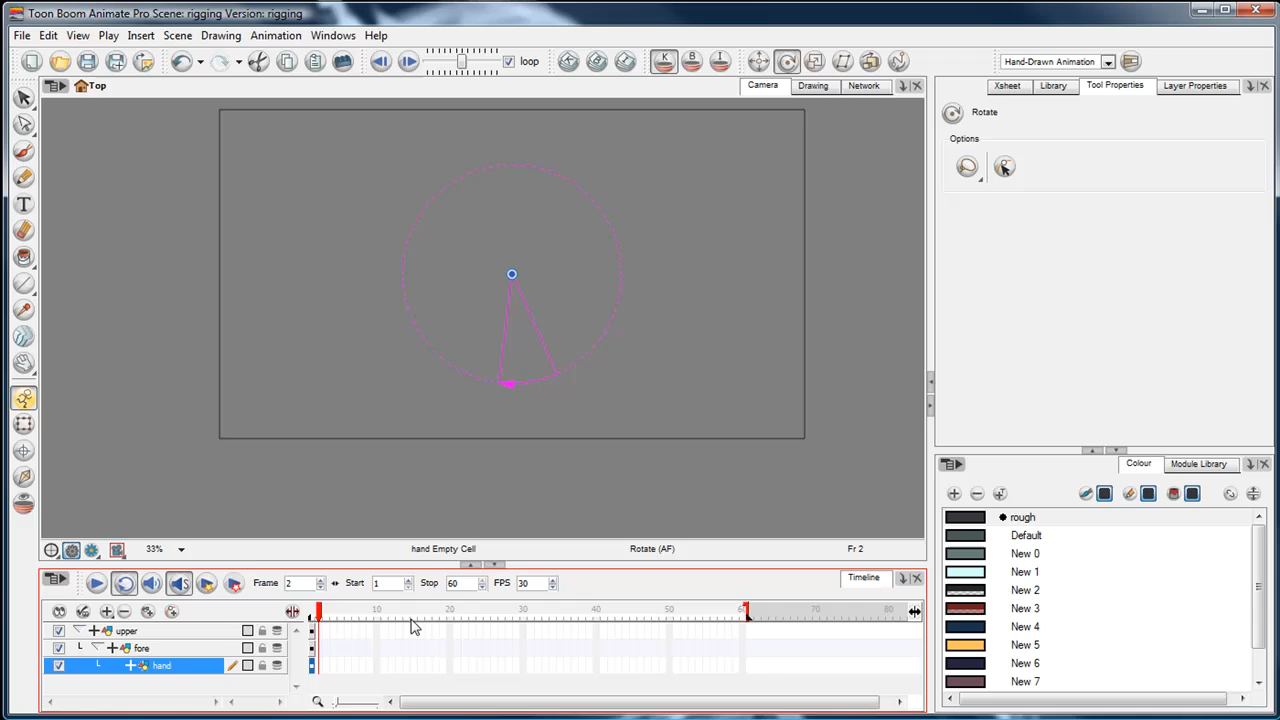 Toon Boom Animate Pro Scene: rigging Version: rigging
File Edit View Play Insert Scene Drawing Animation Windows Help
loop
K B I
Hand-Drawn Animation
Top
Camera Drawing Network
Xsheet Library Tool Properties Layer Properties
Rotate
Options
T
33% hand Empty Cell Rotate (AF) Fr 2
Colour Module Library
rough
Default
New 0
New 1
New 2
New 3
New 4
New 5
New 6
New 7
Timeline
Frame 2 Start 1 Stop 60 FPS 30
10 20 30 40 50 60 70 80
upper
fore
hand